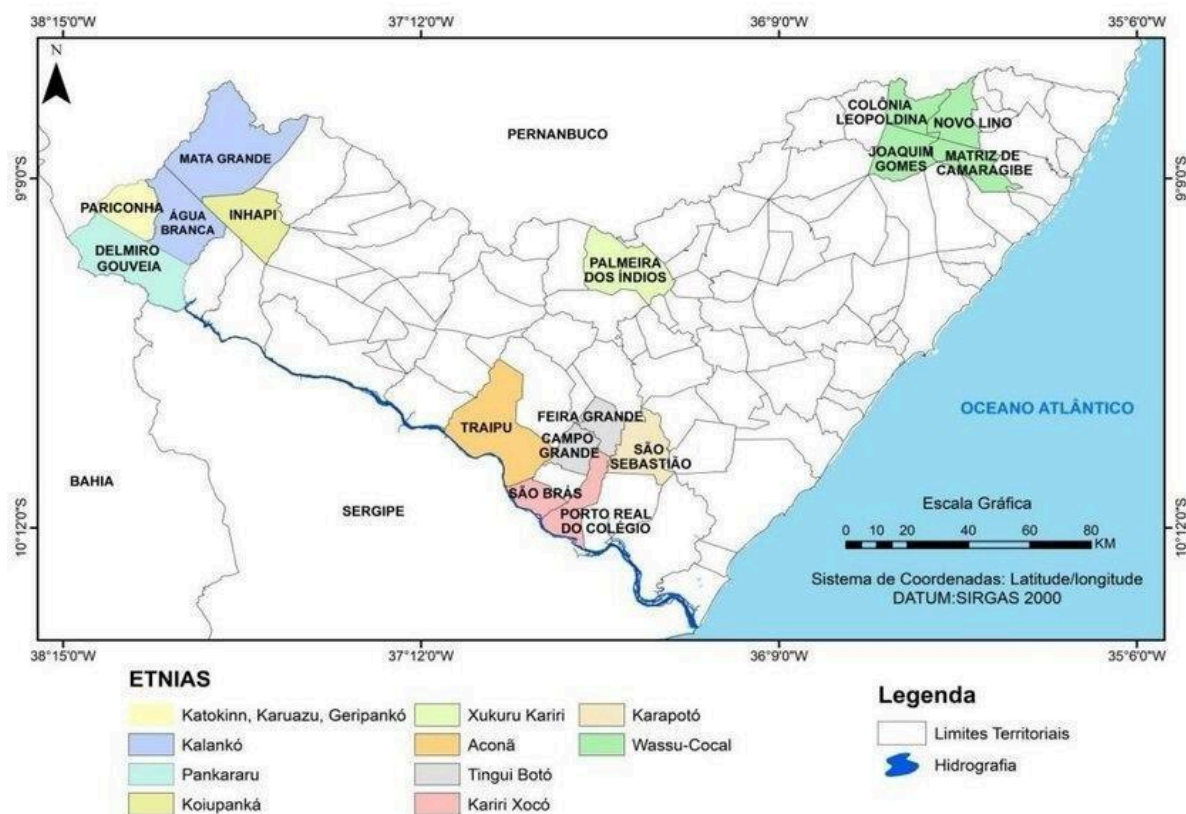 38°15'0"W
37°12'0"W
36°9'0"W
35°6'0"W
N
COLÔNIA
LEOPOLDINA
NOVO LINO
PERNANBUCO
JOAQUIM
GOMES
MATRIZ DE
CAMARAGIBE
MATA GRANDE
9°9'0"S
9°9'0"S
PARICONHA
ÁGUA
BRANCA
INHAPI
DELMIRO
GOUVEIA
PALMEIRA
DOS ÍNDIOS
OCEANO ATLÂNTICO
FEIRA GRANDE
TRAIPU
CAMPO
GRANDE
SÃO
SEBASTIÃO
BAHIA
SERGIPE
SÃO BRÁS
PORTO REAL
DO COLÉGIO
Escala Gráfica
0 5 10 20 40 60 80
KM
10°12'0"S
10°12'0"S
Sistema de Coordenadas: Latitude/longitude
DATUM:SIRGAS 2000
38°15'0"W
37°12'0"W
36°9'0"W
35°6'0"W
ETNIAS
Katokinn, Karuazu, Geripankó
Kalankó
Pankararu
Koiupanká
Xukuru Kariri
Aconã
Tingui Botó
Kariri Xocó
Karapotó
Wassu-Cocal
Legenda
Limites Territoriais
Hidrografia